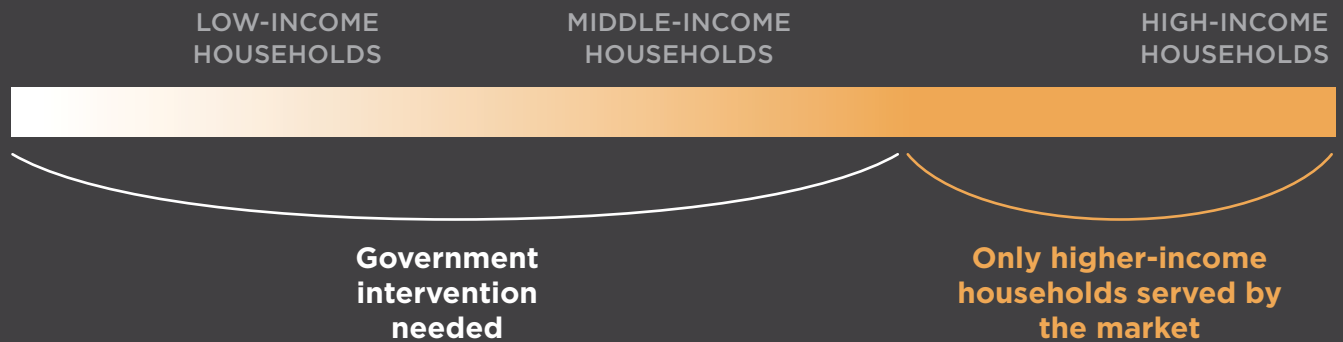 LOW-INCOME
HOUSEHOLDS
MIDDLE-INCOME
HOUSEHOLDS
HIGH-INCOME
HOUSEHOLDS
Government
intervention
needed
Only higher-income
households served by
the market